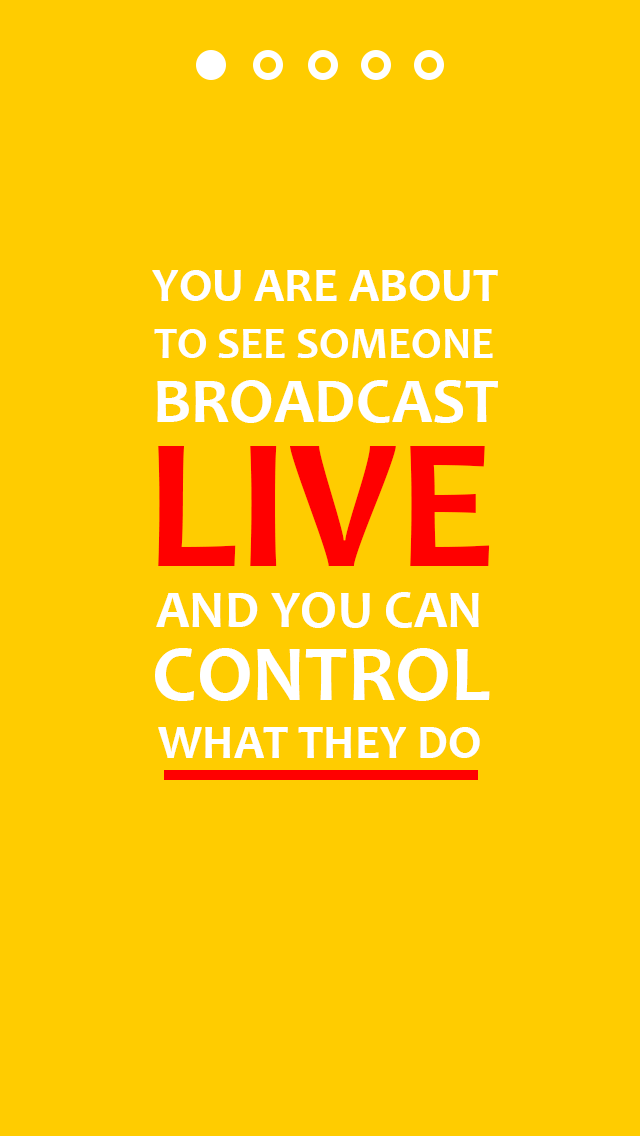 YOU ARE ABOUT
TO SEE SOMEONE
BROADCAST
LIVE
AND YOU CAN
CONTROL
WHAT THEY DO